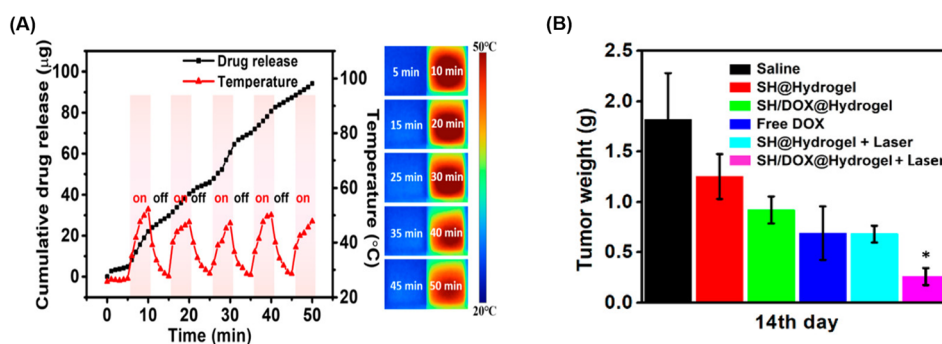 (A)
Cumulative drug release (μg)
110
100
80
60
40
20
0
0 10 20 30 40 50
Time (min)
Drug release
Temperature
on off on off on off on off on
100
80
60
40
20
Temperature (°C)
5 min 10 min
15 min 20 min
25 min 30 min
35 min 40 min
45 min 50 min
50°C
20°C
(B)
Tumor weight (g)
2.5
2.0
1.5
1.0
0.5
0.0
Saline
SH@Hydrogel
SH/DOX@Hydrogel
Free DOX
SH@Hydrogel + Laser
SH/DOX@Hydrogel + Laser
*
14th day